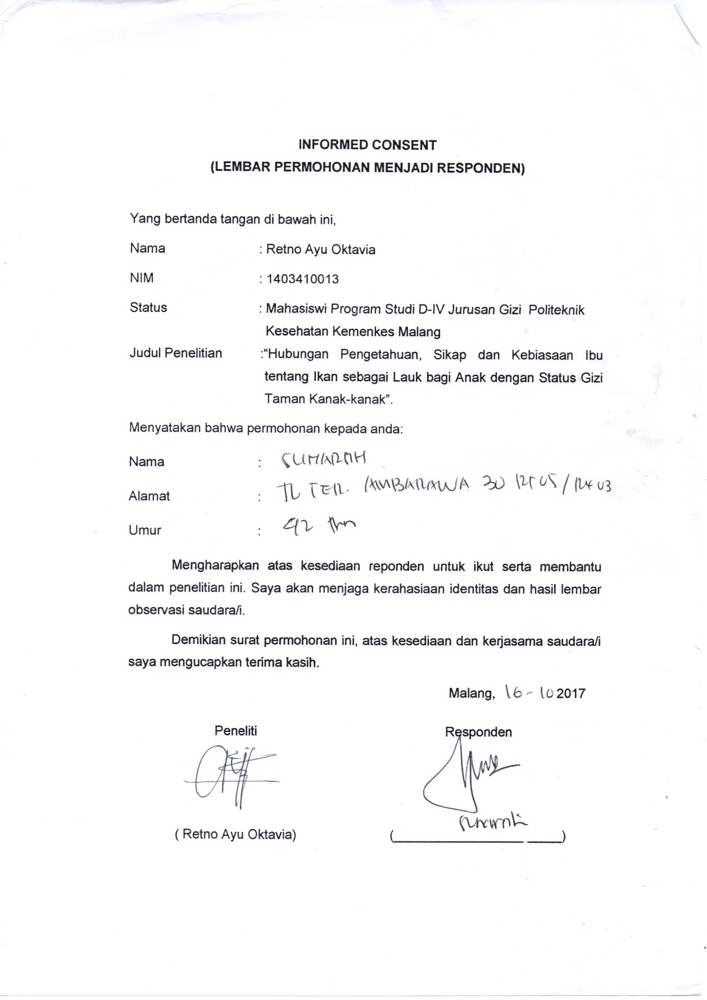 INFORMED CONSENT
(LEMBAR PERMOHONAN MENJADI RESPONDEN)
Yang bertanda tangan di bawah ini,
Nama : Retno Ayu Oktavia
NIM : 1403410013
Status : Mahasiswi Program Studi D-IV Jurusan Gizi Politeknik
Kesehatan Kemenkes Malang
Judul Penelitian :“Hubungan Pengetahuan, Sikap dan Kebiasaan Ibu
tentang Ikan sebagai Lauk bagi Anak dengan Status Gizi
Taman Kanak-kanak”.
Menyatakan bahwa permohonan kepada anda:
Nama : SUMARAH
Alamat : JL TER. AMBARAWA 30 RT 05 / RW 03
Umur : 42 thn
Mengharapkan atas kesediaan reponden untuk ikut serta membantu
dalam penelitian ini. Saya akan menjaga kerahasiaan identitas dan hasil lembar
observasi saudara/i.
Demikian surat permohonan ini, atas kesediaan dan kerjasama saudara/i
saya mengucapkan terima kasih.
Malang, 16-10 2017
Peneliti Responden
( Retno Ayu Oktavia) ( )